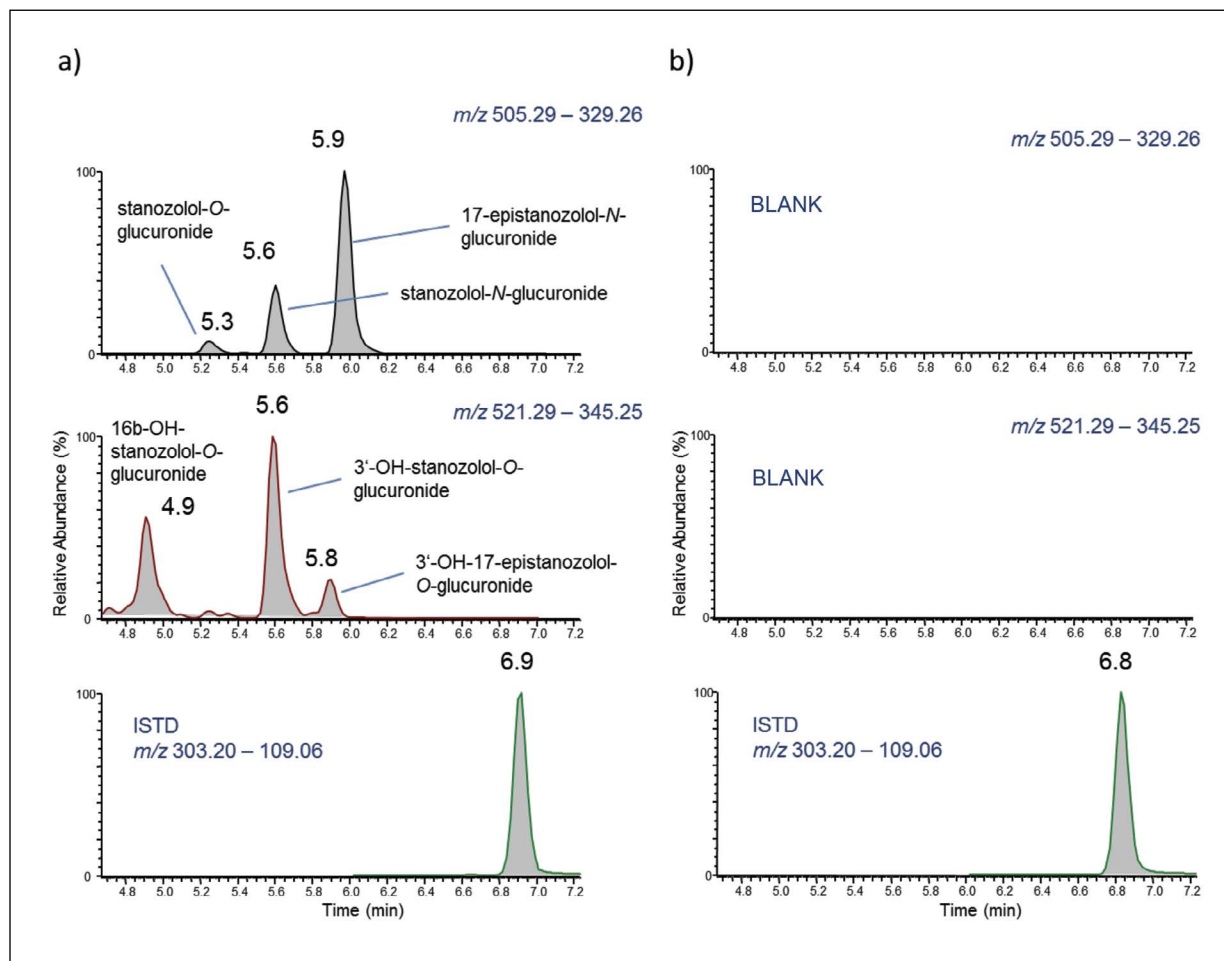 a)
m/z 505.29 – 329.26
5.9
100
stanozolol-O-
glucuronide
17-epistanozolol-N-
glucuronide
5.6
stanozolol-N-glucuronide
5.3
0
4.8 5.0 5.2 5.4 5.6 5.8 6.0 6.2 6.4 6.6 6.8 7.0 7.2
5.6
m/z 521.29 – 345.25
16b-OH-
stanozolol-O-
glucuronide
100
3‘-OH-stanozolol-O-
glucuronide
4.9
5.8
3‘-OH-17-epistanozolol-
O-glucuronide
Relative Abundance (%)
0
4.8 5.0 5.2 5.4 5.6 5.8 6.0 6.2 6.4 6.6 6.8 7.0 7.2
6.9
100
ISTD
m/z 303.20 – 109.06
0
4.8 5.0 5.2 5.4 5.6 5.8 6.0 6.2 6.4 6.6 6.8 7.0 7.2
Time (min)
b)
m/z 505.29 – 329.26
100
BLANK
0
4.8 5.0 5.2 5.4 5.6 5.8 6.0 6.2 6.4 6.6 6.8 7.0 7.2
m/z 521.29 – 345.25
100
BLANK
Relative Abundance (%)
0
4.8 5.0 5.2 5.4 5.6 5.8 6.0 6.2 6.4 6.6 6.8 7.0 7.2
6.8
100
ISTD
m/z 303.20 – 109.06
0
4.8 5.0 5.2 5.4 5.6 5.8 6.0 6.2 6.4 6.6 6.8 7.0 7.2
Time (min)